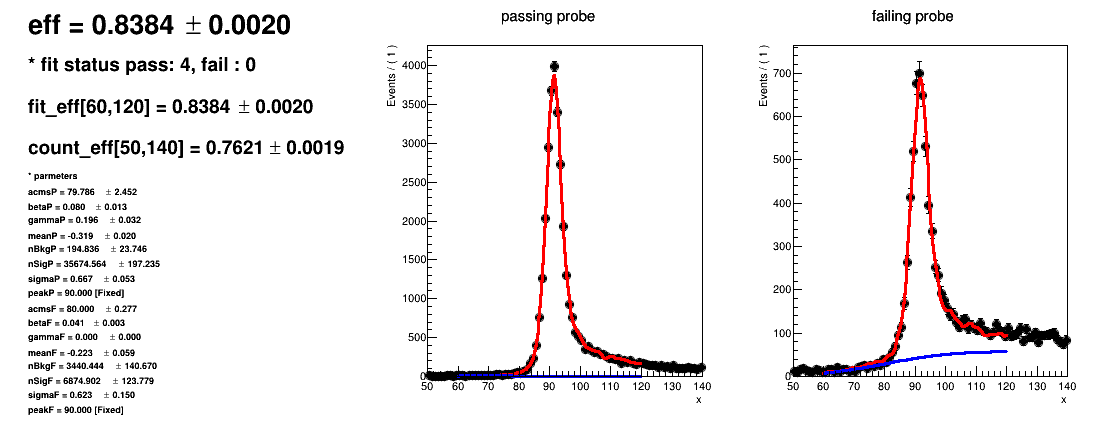 eff = 0.8384 ± 0.0020
* fit status pass: 4, fail : 0
fit_eff[60,120] = 0.8384 ± 0.0020
count_eff[50,140] = 0.7621 ± 0.0019
* parmeters
acmsP = 79.786 ± 2.452
betaP = 0.080 ± 0.013
gammaP = 0.196 ± 0.032
meanP = -0.319 ± 0.020
nBkgP = 194.836 ± 23.746
nSigP = 35674.564 ± 197.235
sigmaP = 0.667 ± 0.053
peakP = 90.000 [Fixed]
acmsF = 80.000 ± 0.277
betaF = 0.041 ± 0.003
gammaF = 0.000 ± 0.000
meanF = -0.223 ± 0.059
nBkgF = 3440.444 ± 140.670
nSigF = 6874.902 ± 123.779
sigmaF = 0.623 ± 0.150
peakF = 90.000 [Fixed]
passing probe
Events / ( 1 )
4000
3500
3000
2500
2000
1500
1000
500
0
50 60 70 80 90 100 110 120 130 140
x
failing probe
Events / ( 1 )
700
600
500
400
300
200
100
0
50 60 70 80 90 100 110 120 130 140
x